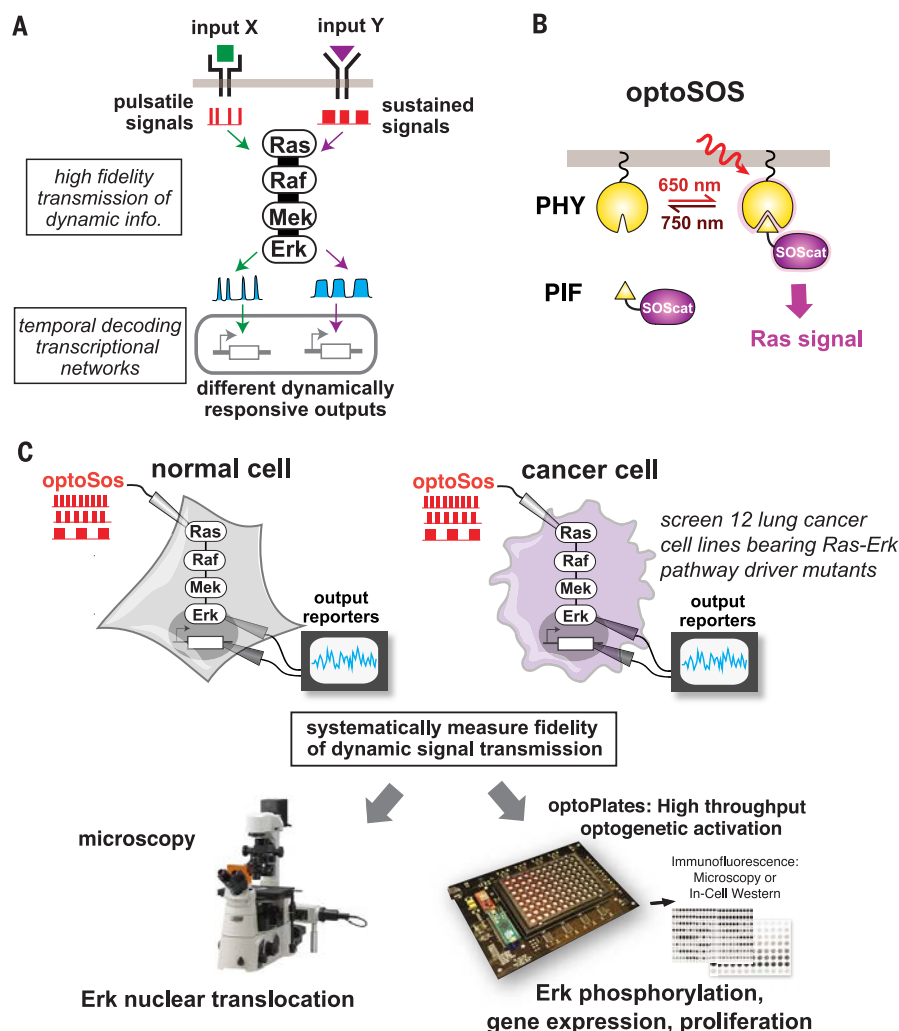 A
input X
input Y
pulsatile
signals
sustained
signals
Ras
Raf
Mek
Erk
high fidelity
transmission of
dynamic info.
temporal decoding
transcriptional
networks
different dynamically
responsive outputs
B
optoSOS
PHY
650 nm
750 nm
SOScat
PIF
SOScat
Ras signal
C
normal cell
optoSos
Ras
Raf
Mek
Erk
output
reporters
cancer cell
optoSos
Ras
Raf
Mek
Erk
screen 12 lung cancer
cell lines bearing Ras-Erk
pathway driver mutants
output
reporters
systematically measure fidelity
of dynamic signal transmission
microscopy
Erk nuclear translocation
optoPlates: High throughput
optogenetic activation
Immunofluorescence:
Microscopy or
In-Cell Western
Erk phosphorylation,
gene expression, proliferation